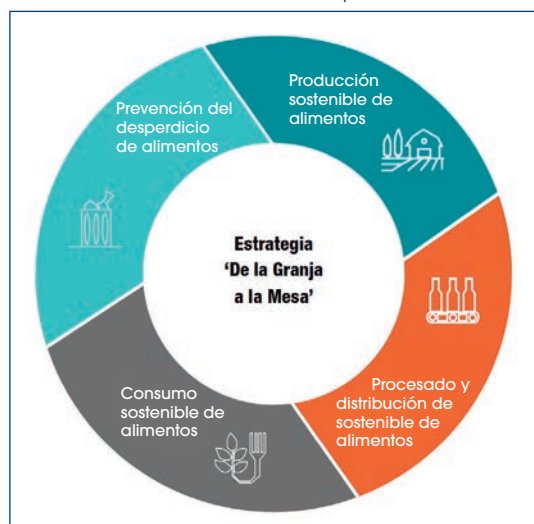 Producción
sostenible de
alimentos
Prevención del
desperdicio
de alimentos
Estrategia
'De la Granja
a la Mesa'
Procesado y
distribución de
sostenible de
alimentos
Consumo
sostenible de
alimentos